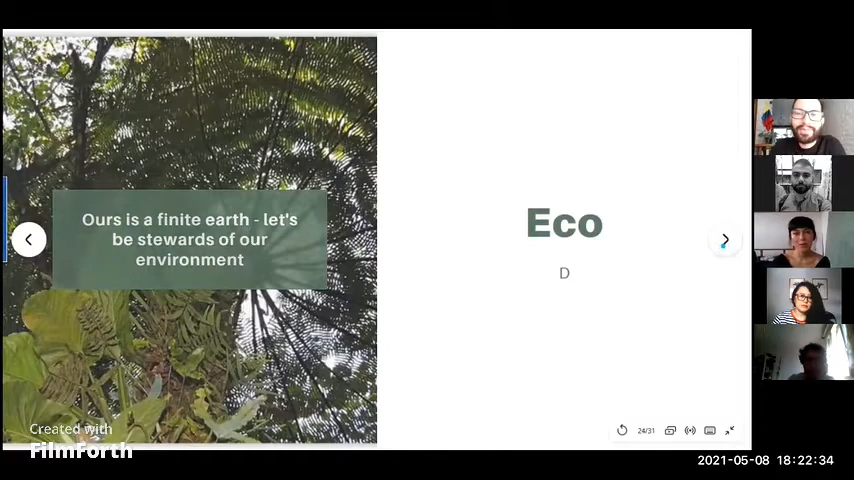 Ours is a finite earth - let's
be stewards of our
environment
Eco
D
24/31
Created with
FilmForth
2021-05-08 18:22:34